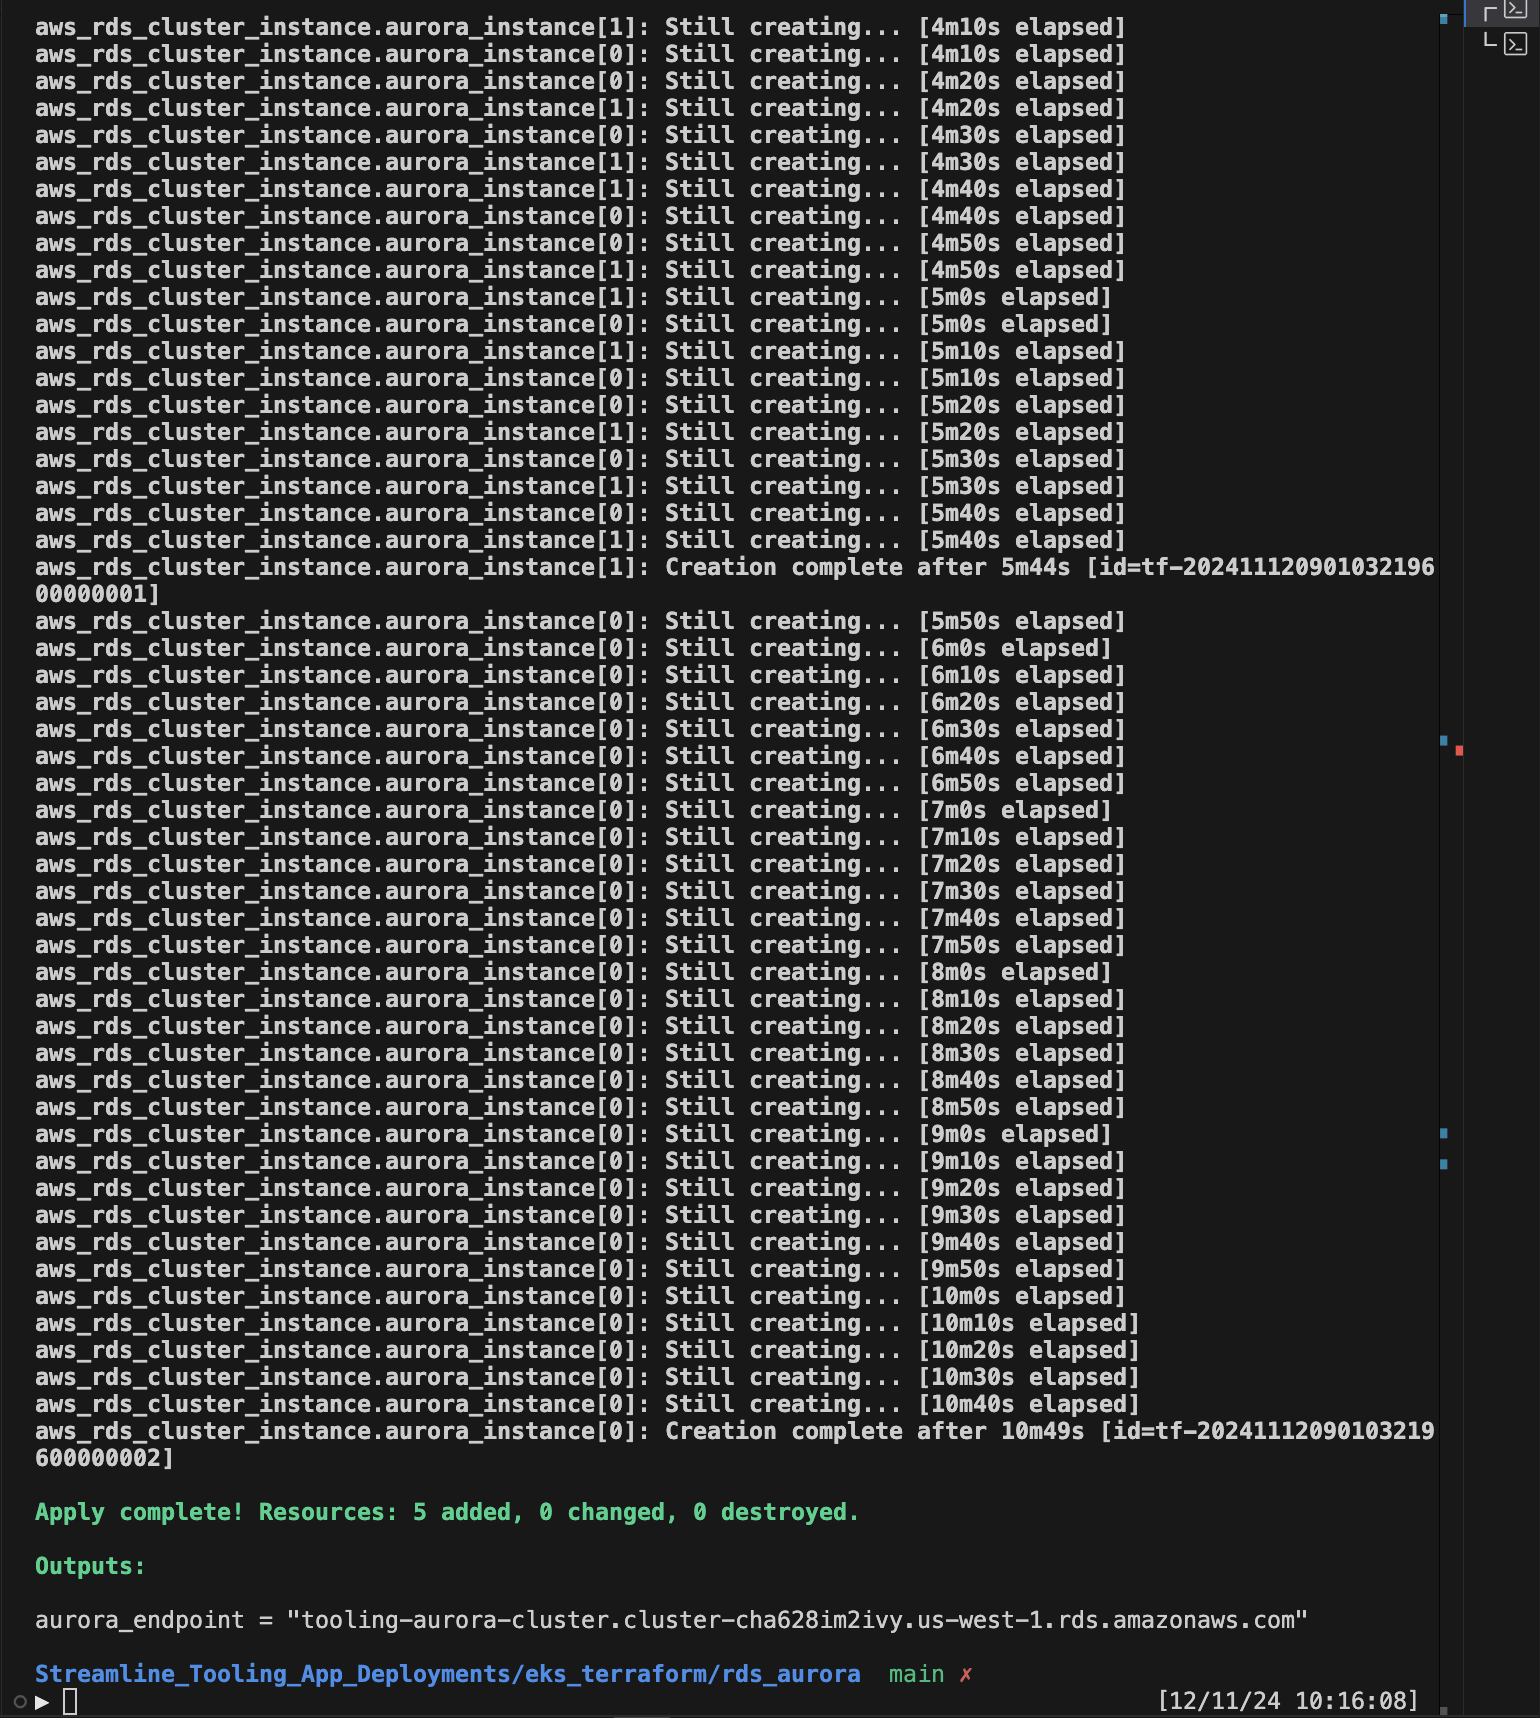 aws_rds_cluster_instance.aurora_instance[1]: Still creating... [4m10s elapsed]
aws_rds_cluster_instance.aurora_instance[0]: Still creating... [4m10s elapsed]
aws_rds_cluster_instance.aurora_instance[0]: Still creating... [4m20s elapsed]
aws_rds_cluster_instance.aurora_instance[1]: Still creating... [4m20s elapsed]
aws_rds_cluster_instance.aurora_instance[0]: Still creating... [4m30s elapsed]
aws_rds_cluster_instance.aurora_instance[1]: Still creating... [4m30s elapsed]
aws_rds_cluster_instance.aurora_instance[1]: Still creating... [4m40s elapsed]
aws_rds_cluster_instance.aurora_instance[0]: Still creating... [4m40s elapsed]
aws_rds_cluster_instance.aurora_instance[0]: Still creating... [4m50s elapsed]
aws_rds_cluster_instance.aurora_instance[1]: Still creating... [4m50s elapsed]
aws_rds_cluster_instance.aurora_instance[1]: Still creating... [5m0s elapsed]
aws_rds_cluster_instance.aurora_instance[0]: Still creating... [5m0s elapsed]
aws_rds_cluster_instance.aurora_instance[1]: Still creating... [5m10s elapsed]
aws_rds_cluster_instance.aurora_instance[0]: Still creating... [5m10s elapsed]
aws_rds_cluster_instance.aurora_instance[0]: Still creating... [5m20s elapsed]
aws_rds_cluster_instance.aurora_instance[1]: Still creating... [5m20s elapsed]
aws_rds_cluster_instance.aurora_instance[0]: Still creating... [5m30s elapsed]
aws_rds_cluster_instance.aurora_instance[1]: Still creating... [5m30s elapsed]
aws_rds_cluster_instance.aurora_instance[0]: Still creating... [5m40s elapsed]
aws_rds_cluster_instance.aurora_instance[1]: Still creating... [5m40s elapsed]
aws_rds_cluster_instance.aurora_instance[1]: Creation complete after 5m44s [id=tf-202411120901032196
00000001]
aws_rds_cluster_instance.aurora_instance[0]: Still creating... [5m50s elapsed]
aws_rds_cluster_instance.aurora_instance[0]: Still creating... [6m0s elapsed]
aws_rds_cluster_instance.aurora_instance[0]: Still creating... [6m10s elapsed]
aws_rds_cluster_instance.aurora_instance[0]: Still creating... [6m20s elapsed]
aws_rds_cluster_instance.aurora_instance[0]: Still creating... [6m30s elapsed]
aws_rds_cluster_instance.aurora_instance[0]: Still creating... [6m40s elapsed]
aws_rds_cluster_instance.aurora_instance[0]: Still creating... [6m50s elapsed]
aws_rds_cluster_instance.aurora_instance[0]: Still creating... [7m0s elapsed]
aws_rds_cluster_instance.aurora_instance[0]: Still creating... [7m10s elapsed]
aws_rds_cluster_instance.aurora_instance[0]: Still creating... [7m20s elapsed]
aws_rds_cluster_instance.aurora_instance[0]: Still creating... [7m30s elapsed]
aws_rds_cluster_instance.aurora_instance[0]: Still creating... [7m40s elapsed]
aws_rds_cluster_instance.aurora_instance[0]: Still creating... [7m50s elapsed]
aws_rds_cluster_instance.aurora_instance[0]: Still creating... [8m0s elapsed]
aws_rds_cluster_instance.aurora_instance[0]: Still creating... [8m10s elapsed]
aws_rds_cluster_instance.aurora_instance[0]: Still creating... [8m20s elapsed]
aws_rds_cluster_instance.aurora_instance[0]: Still creating... [8m30s elapsed]
aws_rds_cluster_instance.aurora_instance[0]: Still creating... [8m40s elapsed]
aws_rds_cluster_instance.aurora_instance[0]: Still creating... [8m50s elapsed]
aws_rds_cluster_instance.aurora_instance[0]: Still creating... [9m0s elapsed]
aws_rds_cluster_instance.aurora_instance[0]: Still creating... [9m10s elapsed]
aws_rds_cluster_instance.aurora_instance[0]: Still creating... [9m20s elapsed]
aws_rds_cluster_instance.aurora_instance[0]: Still creating... [9m30s elapsed]
aws_rds_cluster_instance.aurora_instance[0]: Still creating... [9m40s elapsed]
aws_rds_cluster_instance.aurora_instance[0]: Still creating... [9m50s elapsed]
aws_rds_cluster_instance.aurora_instance[0]: Still creating... [10m0s elapsed]
aws_rds_cluster_instance.aurora_instance[0]: Still creating... [10m10s elapsed]
aws_rds_cluster_instance.aurora_instance[0]: Still creating... [10m20s elapsed]
aws_rds_cluster_instance.aurora_instance[0]: Still creating... [10m30s elapsed]
aws_rds_cluster_instance.aurora_instance[0]: Still creating... [10m40s elapsed]
aws_rds_cluster_instance.aurora_instance[0]: Creation complete after 10m49s [id=tf-20241112090103219
600000002]
Apply complete! Resources: 5 added, 0 changed, 0 destroyed.
Outputs:
aurora_endpoint = "tooling-aurora-cluster.cluster-cha628im2ivy.us-west-1.rds.amazonaws.com"
Streamline_Tooling_App_Deployments/eks_terraform/rds_aurora main ✗
[12/11/24 10:16:08]